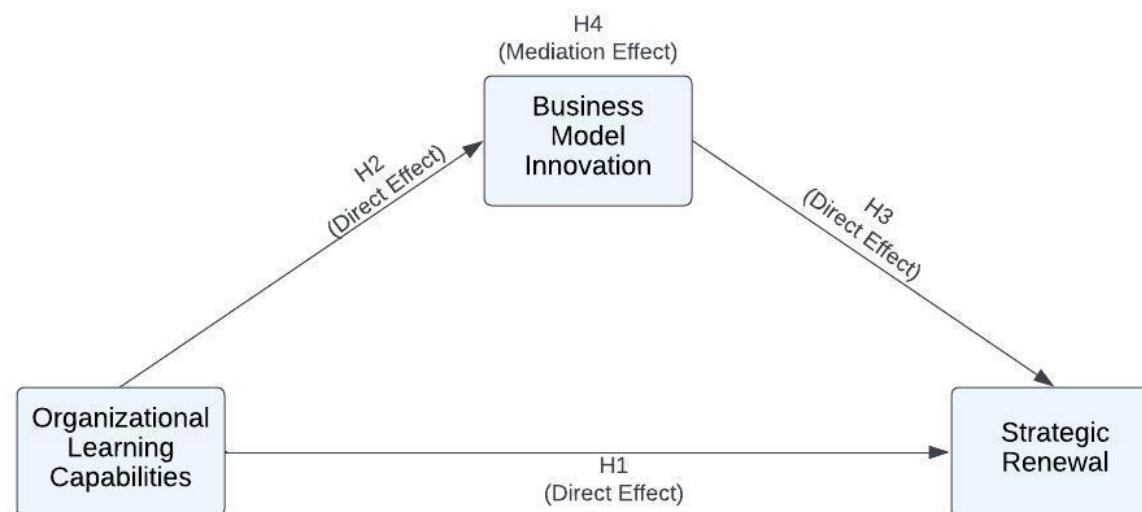 H4
(Mediation Effect)
Business
Model
Innovation
H2
(Direct Effect)
H3
(Direct Effect)
Organizational
Learning
Capabilities
H1
(Direct Effect)
Strategic
Renewal